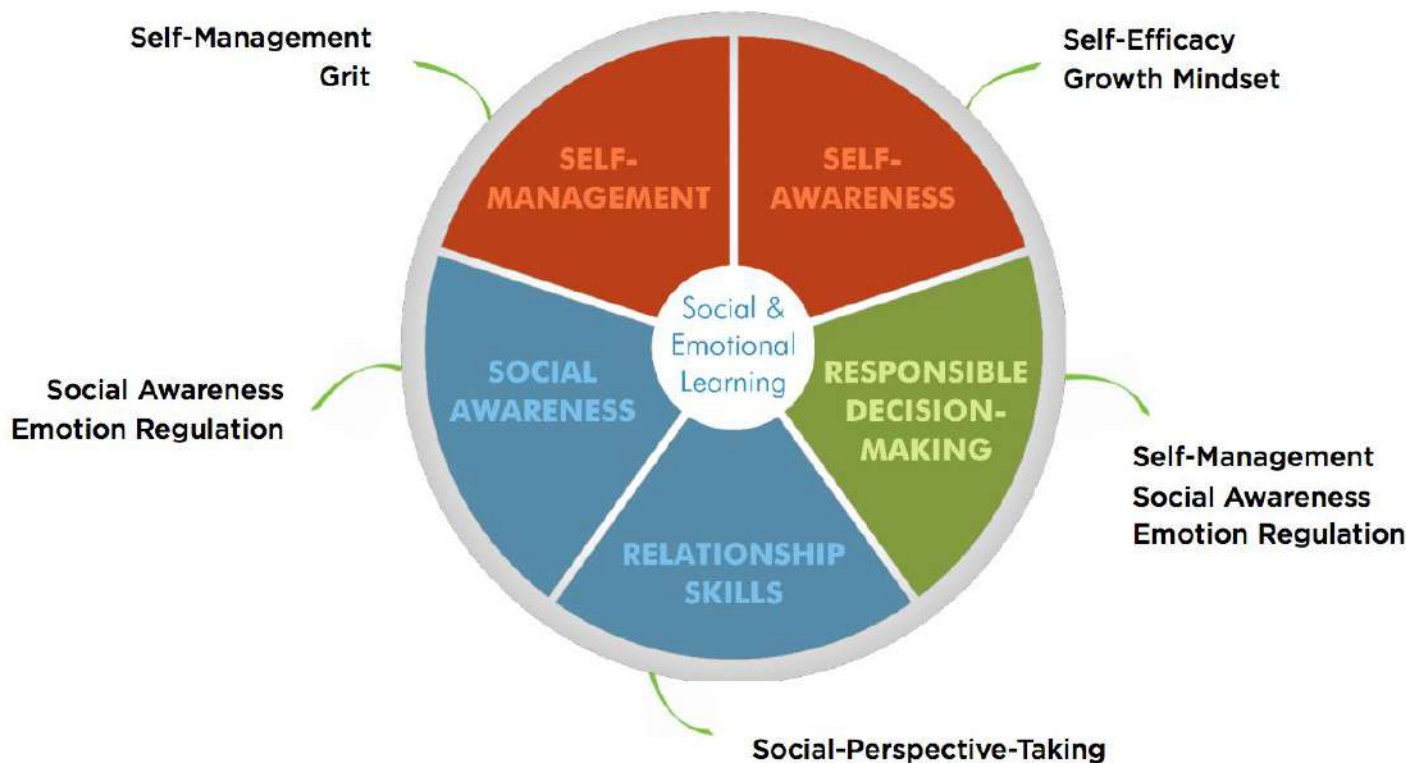 Self-Management
Grit
Self-Efficacy
Growth Mindset
SELF-
MANAGEMENT
SELF-
AWARENESS
Social &
Emotional
Learning
SOCIAL
AWARENESS
RESPONSIBLE
DECISION-
MAKING
RELATIONSHIP
SKILLS
Social Awareness
Emotion Regulation
Self-Management
Social Awareness
Emotion Regulation
Social-Perspective-Taking